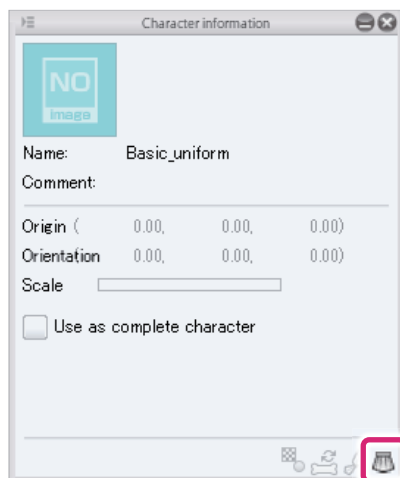 Character information
NO
image
Name: Basic_uniform
Comment:
Origin ( 0.00, 0.00, 0.00)
Orientation 0.00, 0.00, 0.00)
Scale
Use as complete character